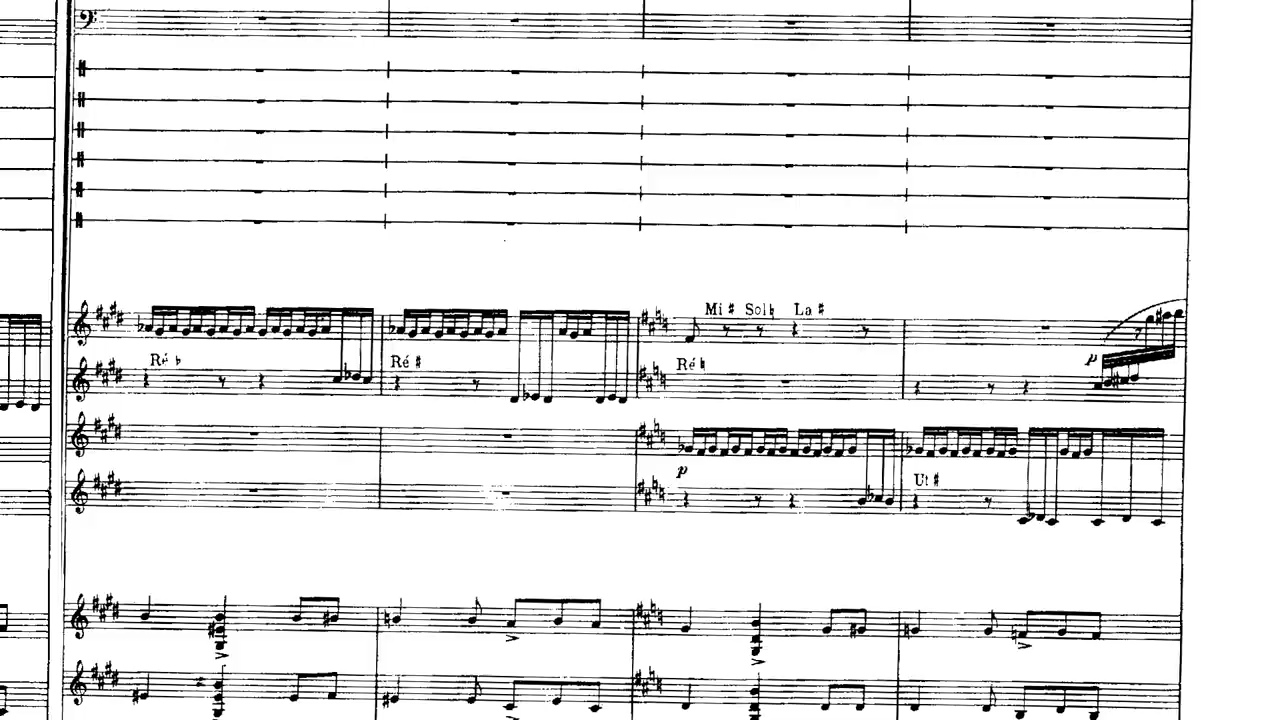 Mi ♯ Sol♮ La ♯
Ré ♭ Ré ♯ Ré ♮
p
p
Ut ♯